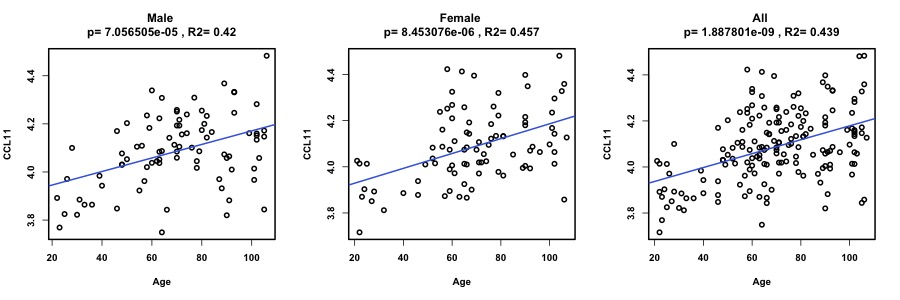 Male
p= 7.056505e-05 , R2= 0.42
CCL11
3.8 4.0 4.2 4.4
20 40 60 80 100
Age
Female
p= 8.453076e-06 , R2= 0.457
CCL11
3.8 4.0 4.2 4.4
20 40 60 80 100
Age
All
p= 1.887801e-09 , R2= 0.439
CCL11
3.8 4.0 4.2 4.4
20 40 60 80 100
Age